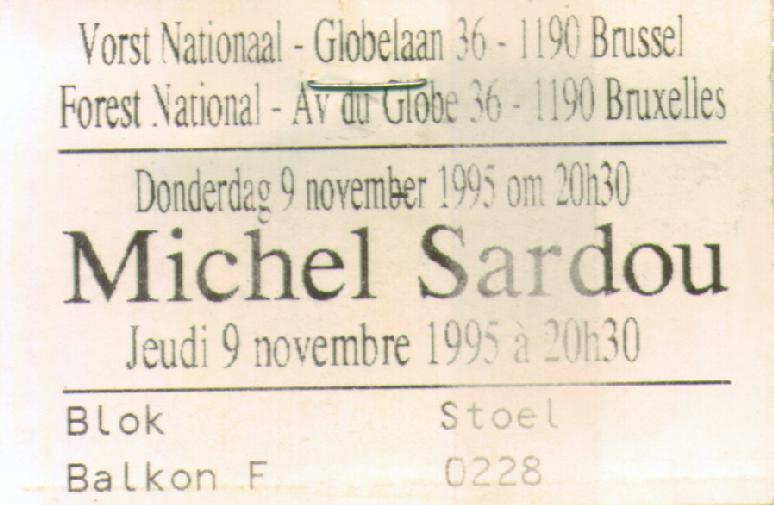 Vorst Nationaal - Globelaan 36 - 1190 Brussel
Forest National - Av du Globe 36 - 1190 Bruxelles
Donderdag 9 november 1995 om 20h30
Michel Sardou
Jeudi 9 novembre 1995 à 20h30
Blok Stoel
Balkon F 0228